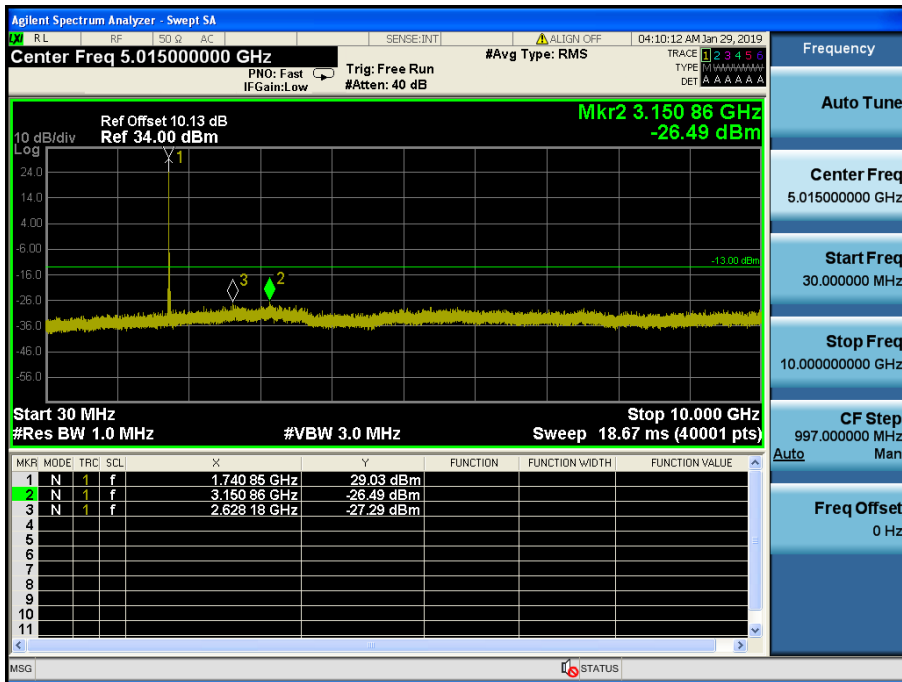 Agilent Spectrum Analyzer - Swept SA
LXI RL RF 50 Ω AC SENSE:INT ALIGN OFF 04:10:12 AM Jan 29, 2019
Center Freq 5.015000000 GHz #Avg Type: RMS TRACE 1 2 3 4 5 6
PNO: Fast Trig: Free Run TYPE MWWWWW
IFGain:Low #Atten: 40 dB DET A A A A A A
Mkr2 3.150 86 GHz
-26.49 dBm
Ref Offset 10.13 dB
10 dB/div Ref 34.00 dBm
Log
1
24.0
14.0
4.00
-6.00
-13.00 dBm
-16.0
3 2
-26.0
-36.0
-46.0
-56.0
Start 30 MHz Stop 10.000 GHz
#Res BW 1.0 MHz #VBW 3.0 MHz Sweep 18.67 ms (40001 pts)
MKR MODE TRC SCL X Y FUNCTION FUNCTION WIDTH FUNCTION VALUE
1 N 1 f 1.740 85 GHz 29.03 dBm
2 N 1 f 3.150 86 GHz -26.49 dBm
3 N 1 f 2.628 18 GHz -27.29 dBm
4
5
6
7
8
9
10
11
MSG STATUS
Frequency
Auto Tune
Center Freq
5.015000000 GHz
Start Freq
30.000000 MHz
Stop Freq
10.000000000 GHz
CF Step
997.000000 MHz
Auto Man
Freq Offset
0 Hz